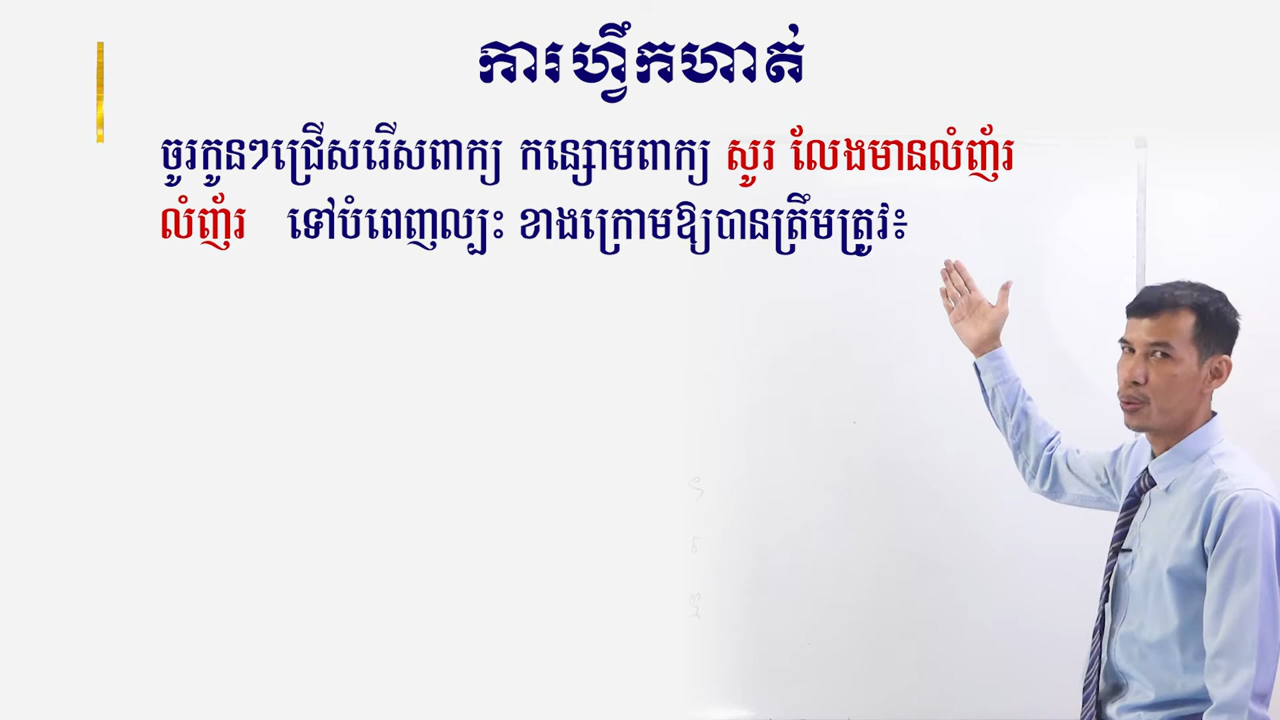 ការហ្វឹកហាត់
ចូរកូនៗជ្រើសរើសពាក្យ កន្សោមពាក្យ សូរ លែងមានលំញ័រ
លំញ័រ ទៅបំពេញល្បះ ខាងក្រោមឱ្យបានត្រឹមត្រូវ៖